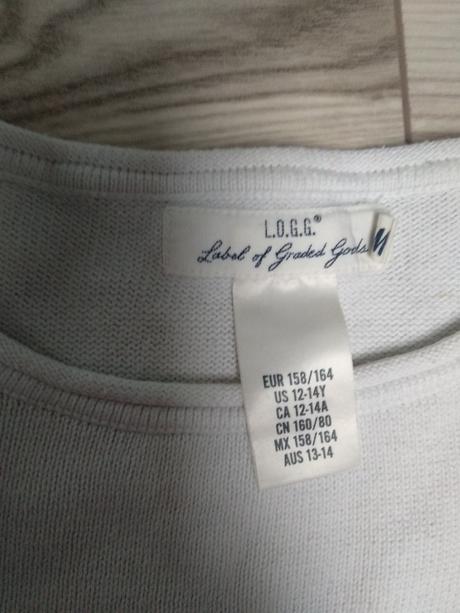 L.O.G.G.®
Label of Graded Goods
EUR 158/164
US 12-14Y
CA 12-14A
CN 160/80
MX 158/164
AUS 13-14